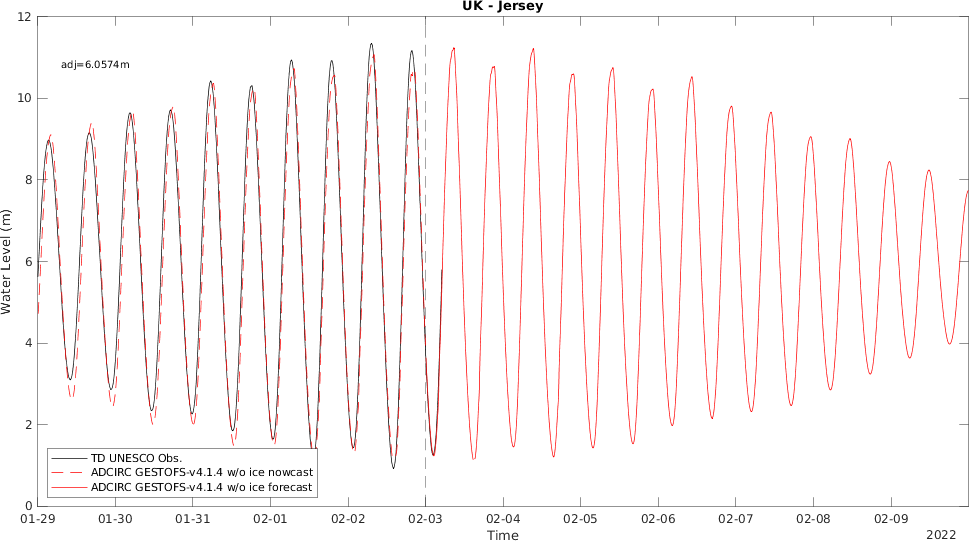 UK - Jersey
adj=6.0574m
Water Level (m)
12
10
8
6
4
2
0
TD UNESCO Obs.
ADCIRC GESTOFS-v4.1.4 w/o ice nowcast
ADCIRC GESTOFS-v4.1.4 w/o ice forecast
01-29 01-30 01-31 02-01 02-02 02-03 02-04 02-05 02-06 02-07 02-08 02-09
Time
2022